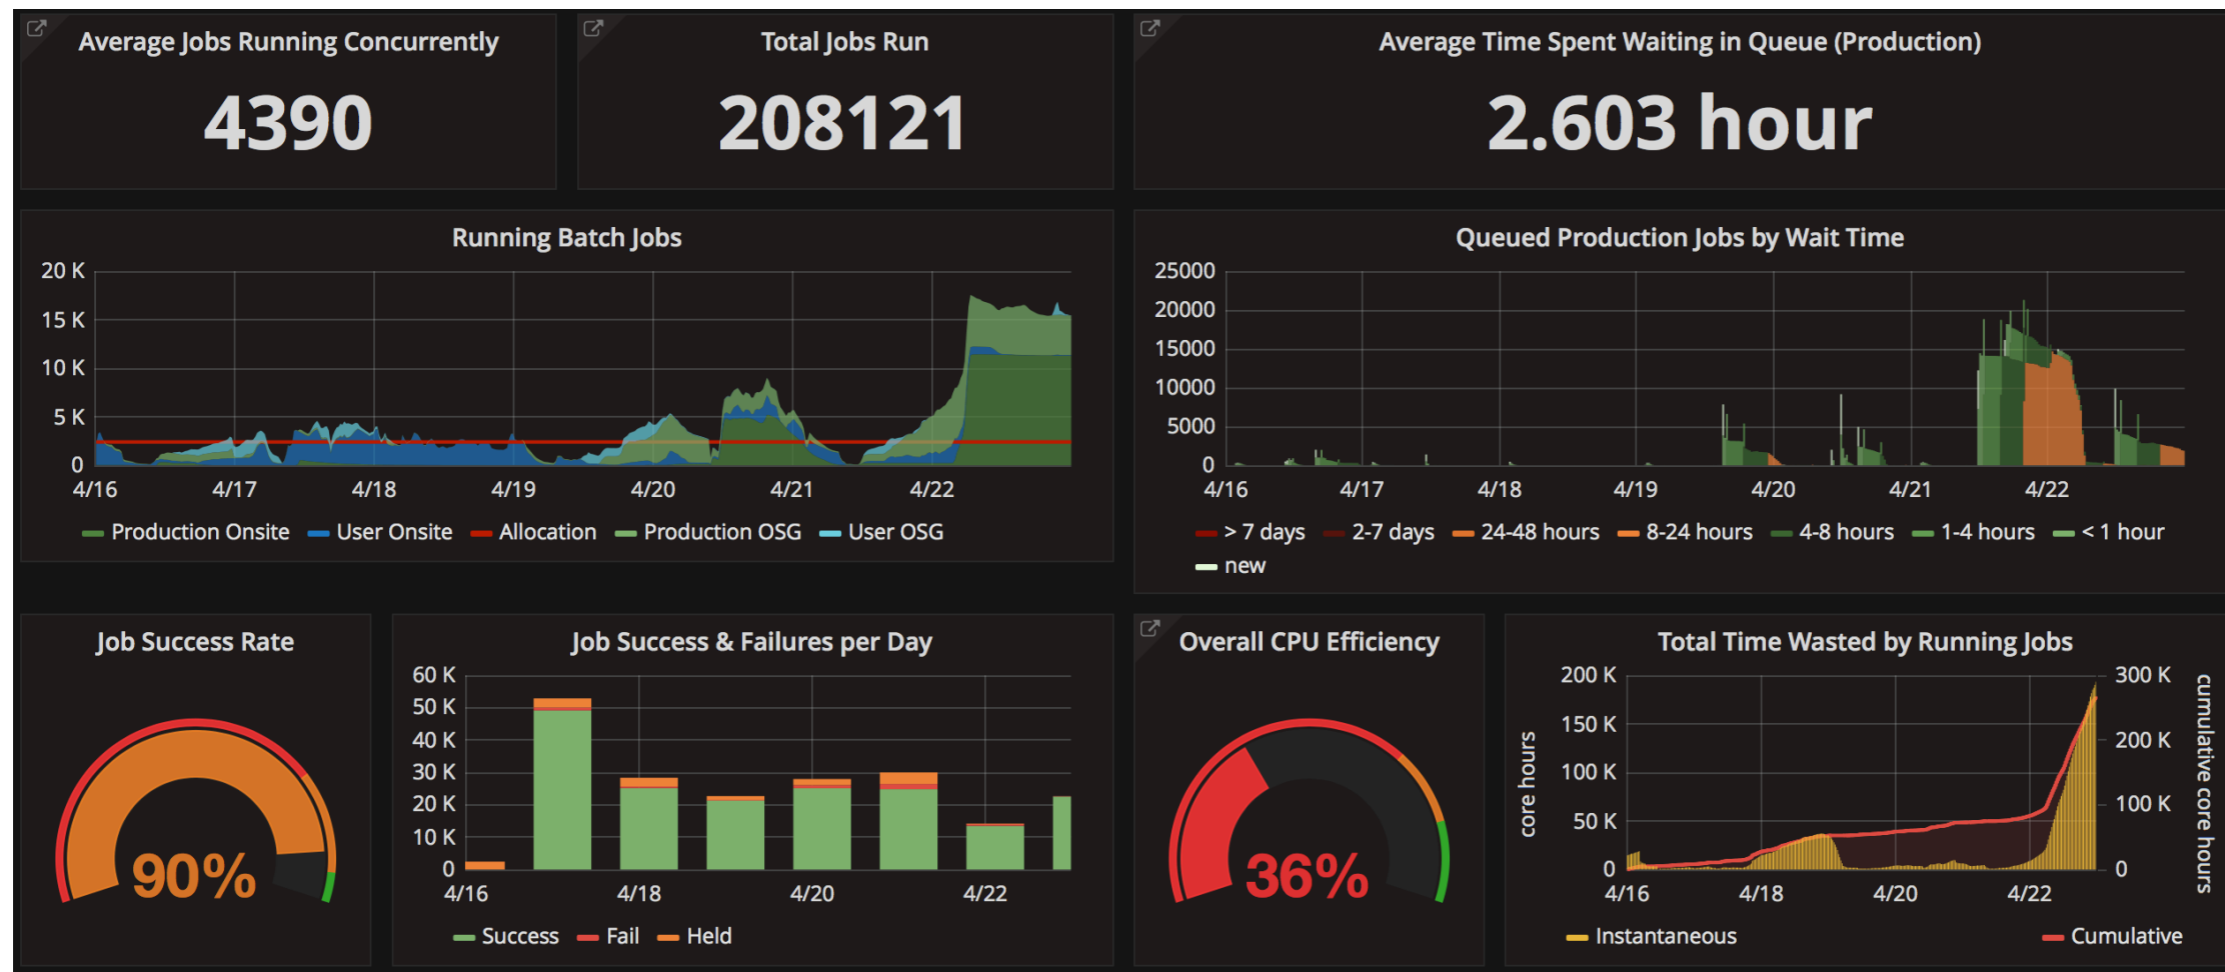 Average Jobs Running Concurrently
4390
Total Jobs Run
208121
Average Time Spent Waiting in Queue (Production)
2.603 hour
Running Batch Jobs
20 K
15 K
10 K
5 K
0
4/16 4/17 4/18 4/19 4/20 4/21 4/22
Production Onsite User Onsite Allocation Production OSG User OSG
Queued Production Jobs by Wait Time
25000
20000
15000
10000
5000
0
4/16 4/17 4/18 4/19 4/20 4/21 4/22
> 7 days 2-7 days 24-48 hours 8-24 hours 4-8 hours 1-4 hours < 1 hour
new
Job Success Rate
90%
Job Success & Failures per Day
60 K
50 K
40 K
30 K
20 K
10 K
0
4/16 4/18 4/20 4/22
Success Fail Held
Overall CPU Efficiency
36%
Total Time Wasted by Running Jobs
core hours
200 K
150 K
100 K
50 K
0
300 K
200 K
100 K
0
cumulative core hours
4/16 4/18 4/20 4/22
Instantaneous Cumulative